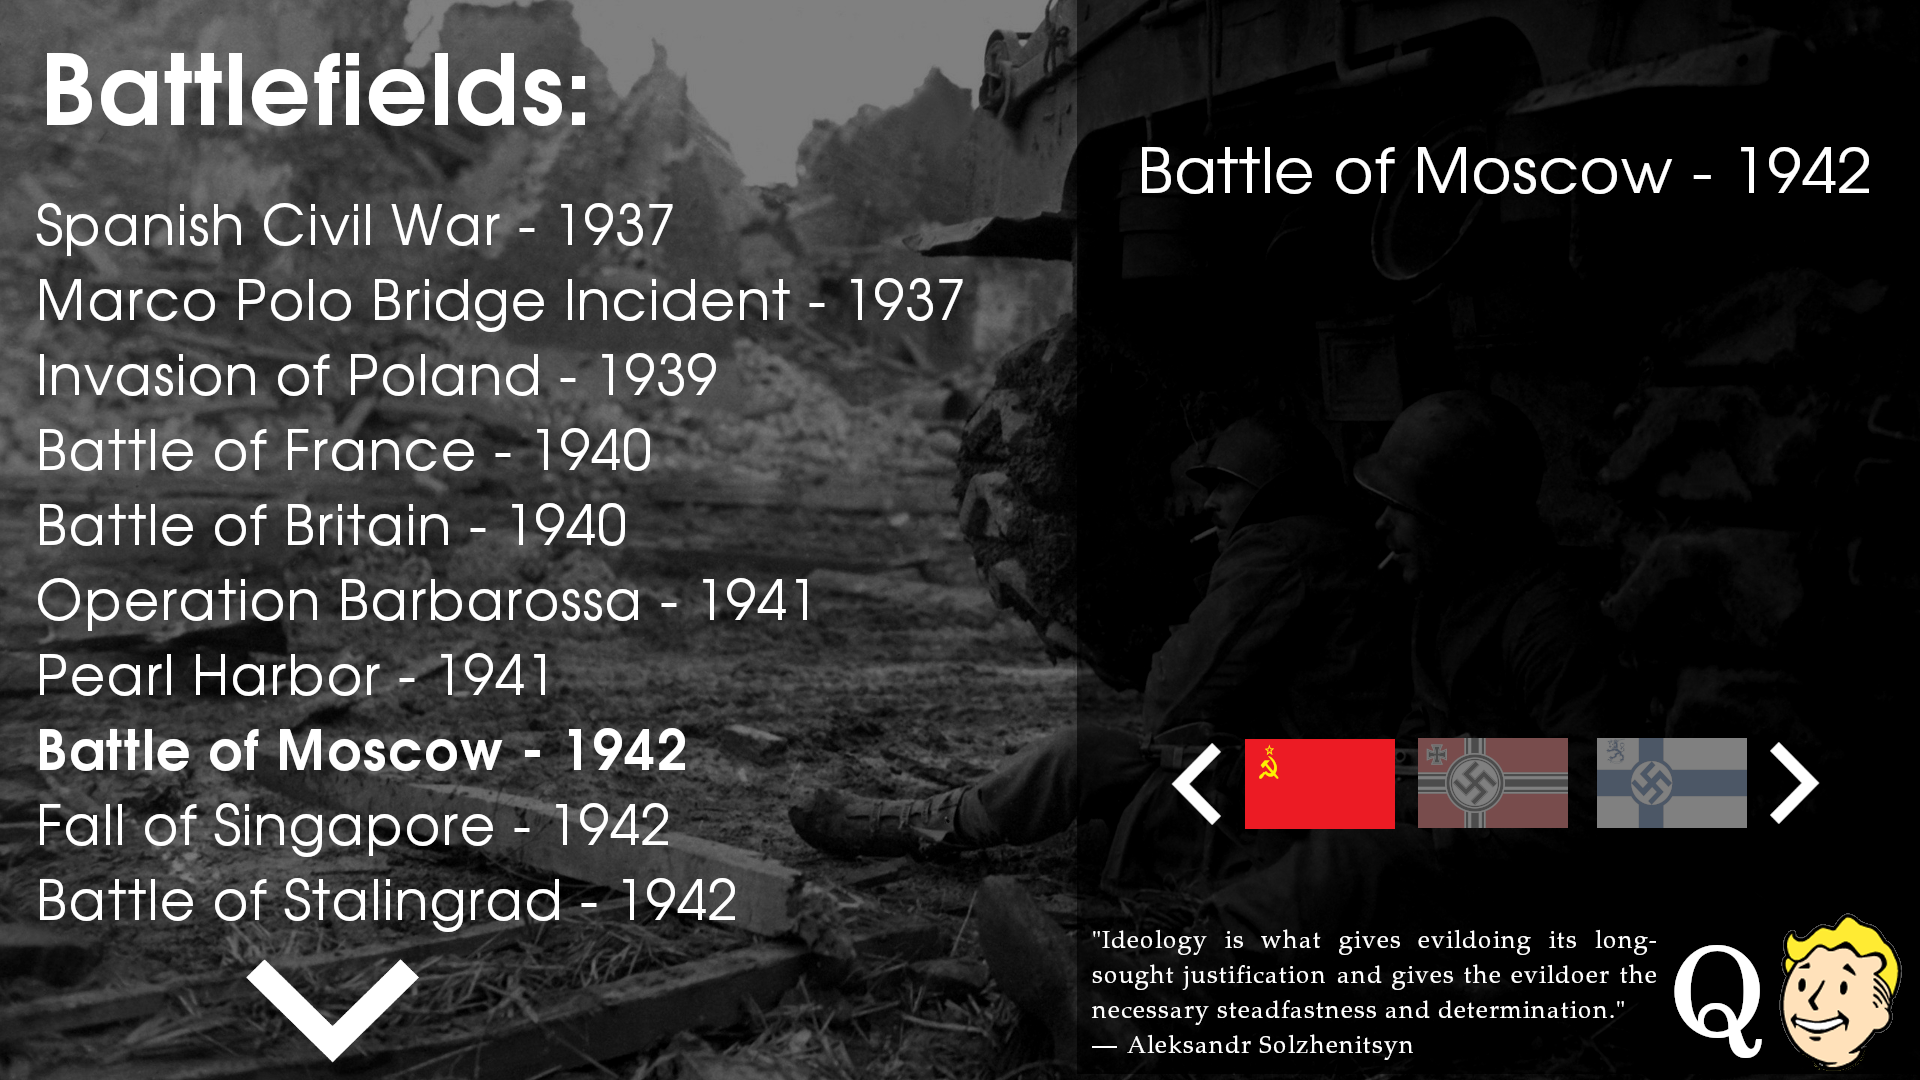 Battlefields:
Spanish Civil War - 1937
Marco Polo Bridge Incident - 1937
Invasion of Poland - 1939
Battle of France - 1940
Battle of Britain - 1940
Operation Barbarossa - 1941
Pearl Harbor - 1941
Battle of Moscow - 1942
Fall of Singapore - 1942
Battle of Stalingrad - 1942
Battle of Moscow - 1942
"Ideology is what gives evildoing its long-
sought justification and gives the evildoer the
necessary steadfastness and determination."
— Aleksandr Solzhenitsyn
Q